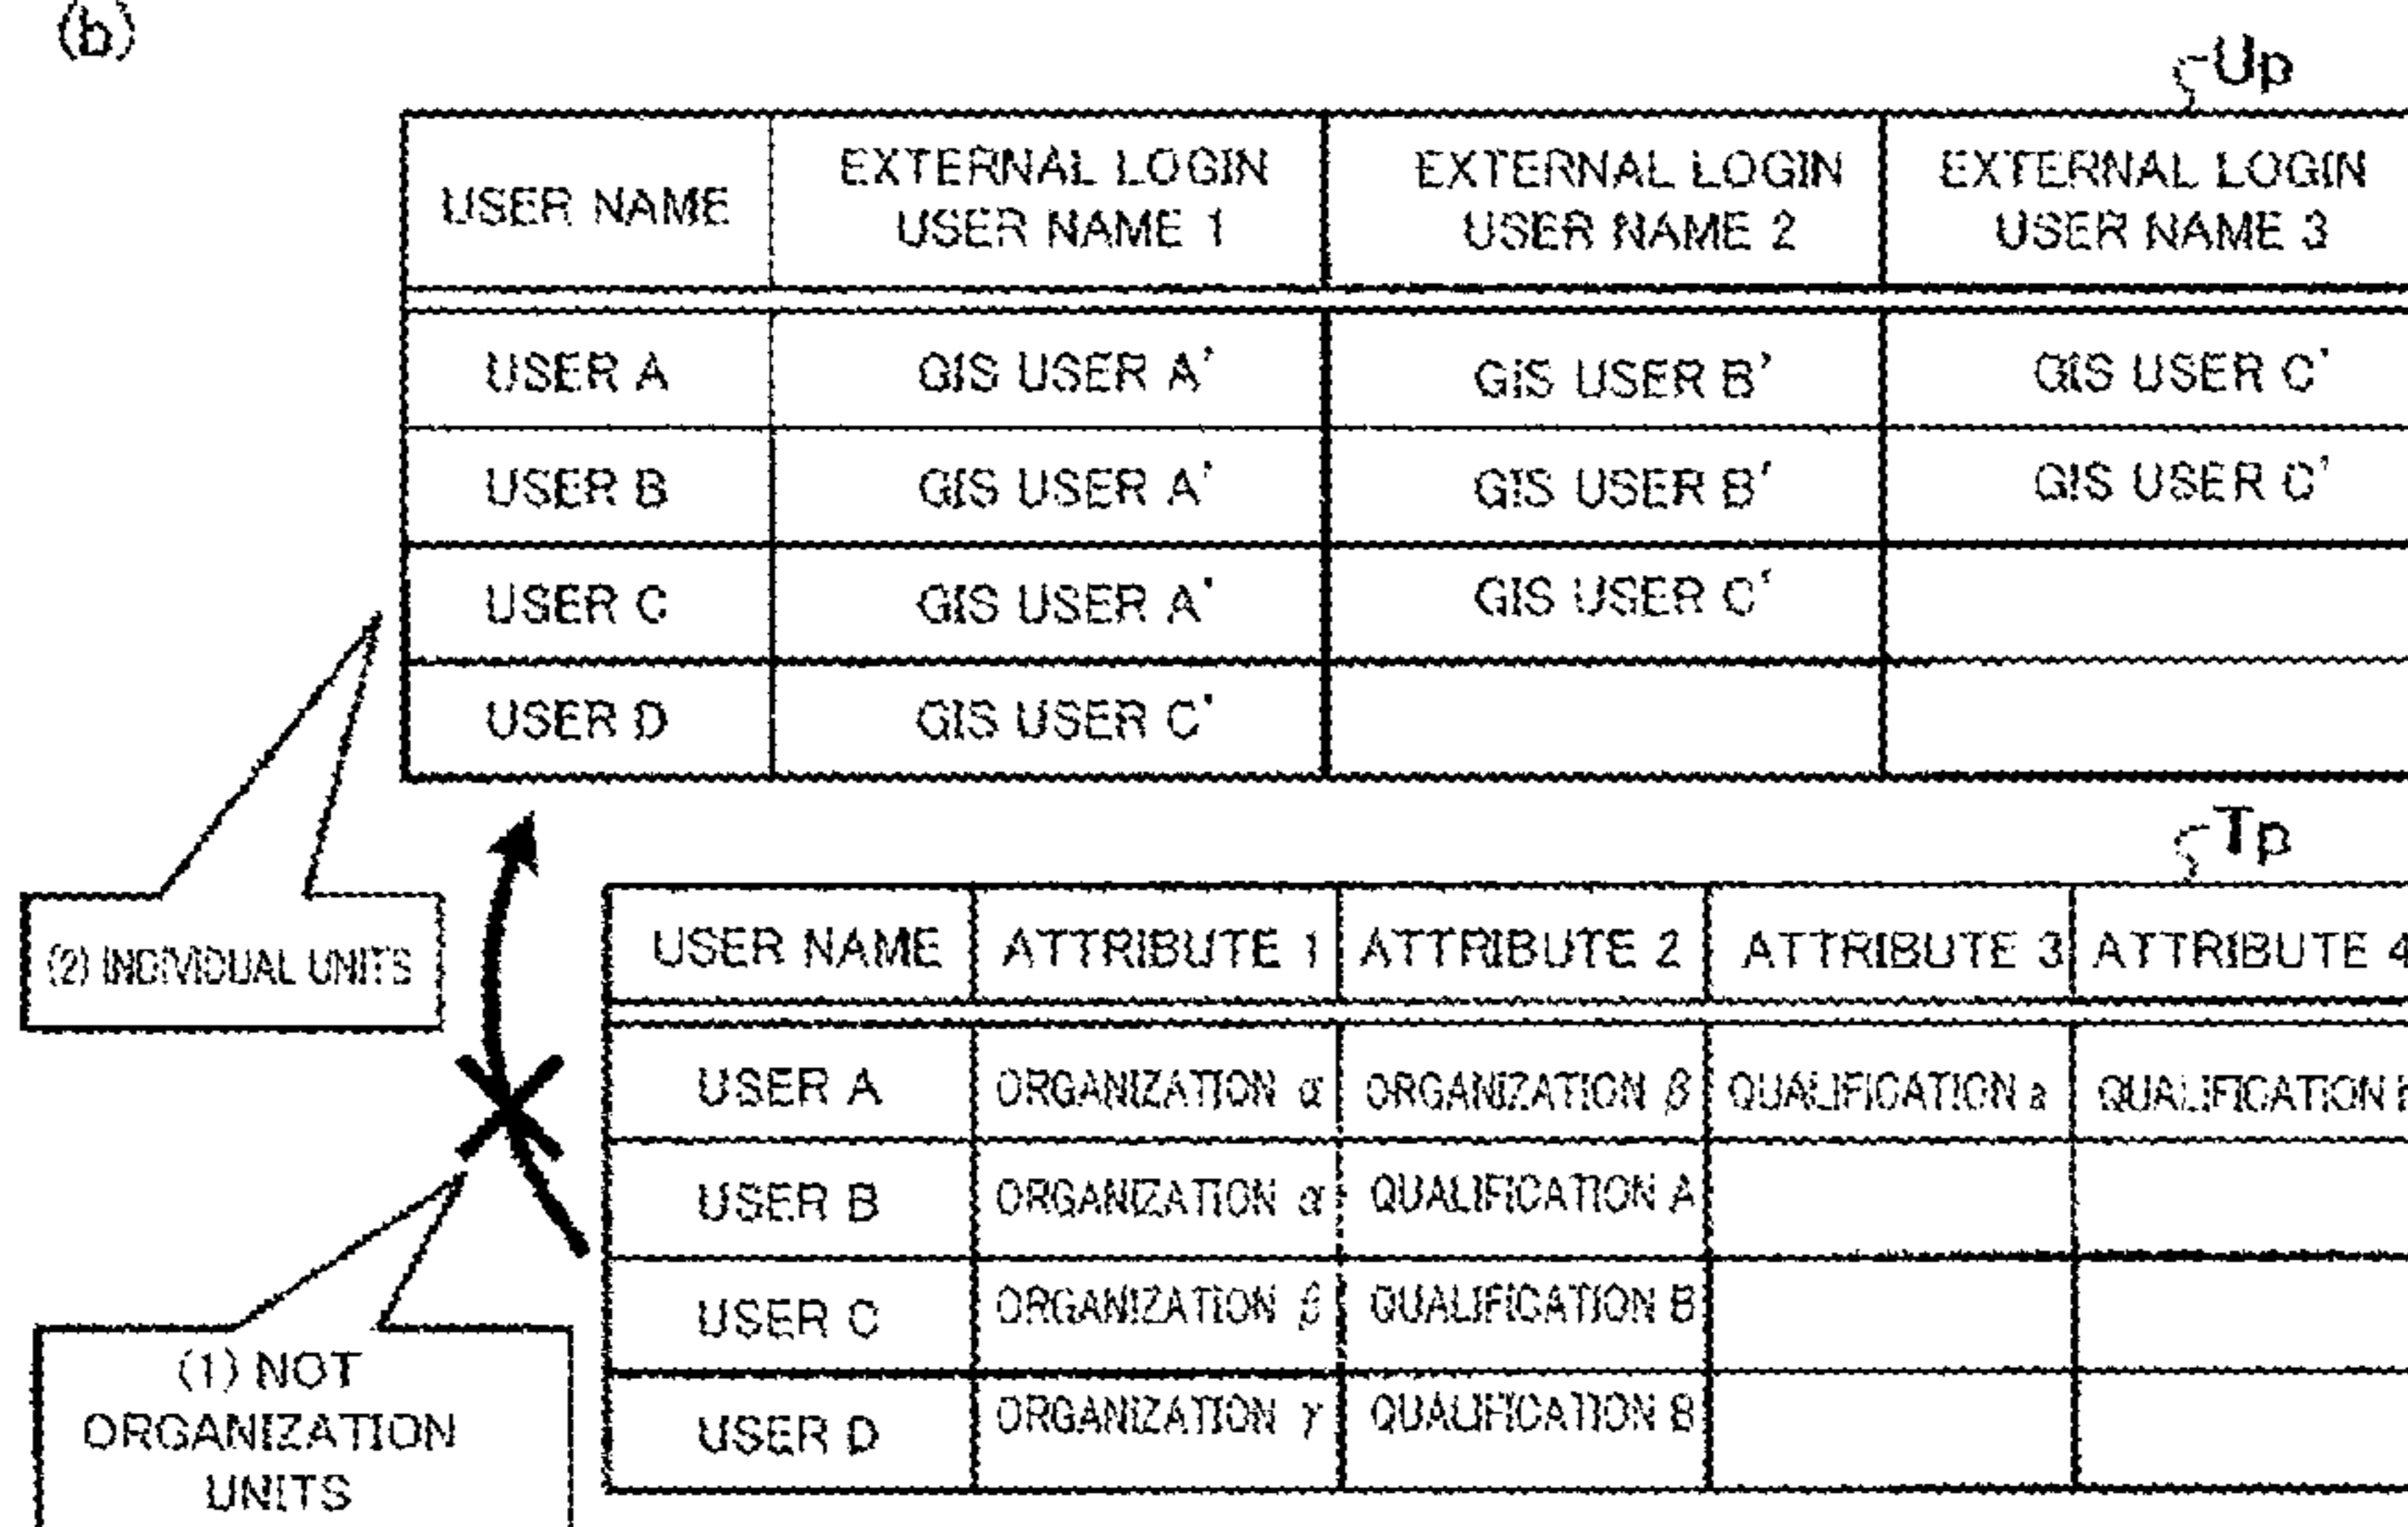 (b)
Up
USER NAME
EXTERNAL LOGIN
USER NAME 1
EXTERNAL LOGIN
USER NAME 2
EXTERNAL LOGIN
USER NAME 3
USER A
GIS USER A'
GIS USER B'
GIS USER C'
USER B
GIS USER A'
GIS USER B'
GIS USER C'
USER C
GIS USER A'
GIS USER C'
USER D
GIS USER C'
(2) INDIVIDUAL UNITS
Tp
USER NAME
ATTRIBUTE 1
ATTRIBUTE 2
ATTRIBUTE 3
ATTRIBUTE 4
USER A
ORGANIZATION α
ORGANIZATION β
QUALIFICATION a
QUALIFICATION
USER B
ORGANIZATION α
QUALIFICATION A
USER C
ORGANIZATION β
QUALIFICATION B
USER D
ORGANIZATION γ
QUALIFICATION B
(1) NOT
ORGANIZATION
UNITS